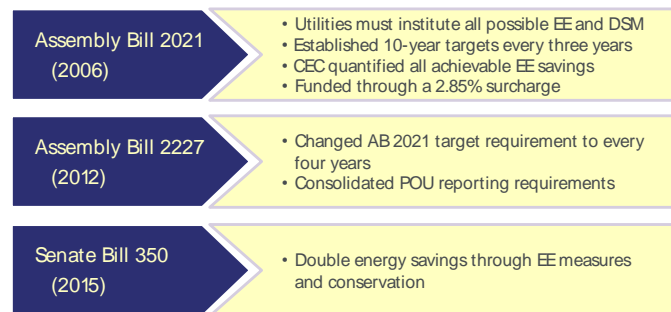 Assembly Bill 2021
(2006)
• Utilities must institute all possible EE and DSM
• Established 10-year targets every three years
• CEC quantified all achievable EE savings
• Funded through a 2.85% surcharge
Assembly Bill 2227
(2012)
• Changed AB 2021 target requirement to every
four years
• Consolidated POU reporting requirements
Senate Bill 350
(2015)
• Double energy savings through EE measures
and conservation